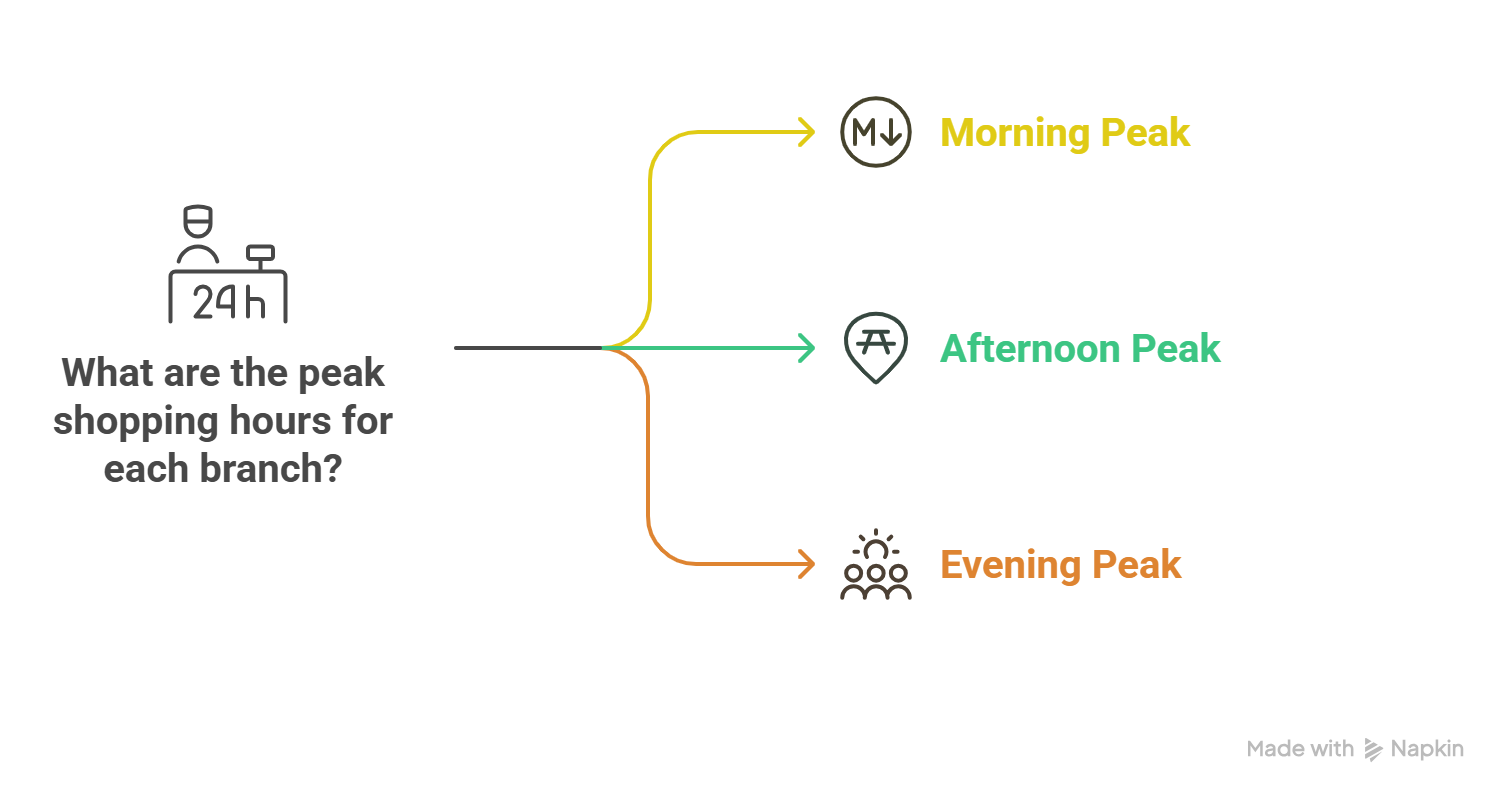 24h
What are the peak
shopping hours for
each branch?
M↓
Morning Peak
Afternoon Peak
Evening Peak
Made with Napkin